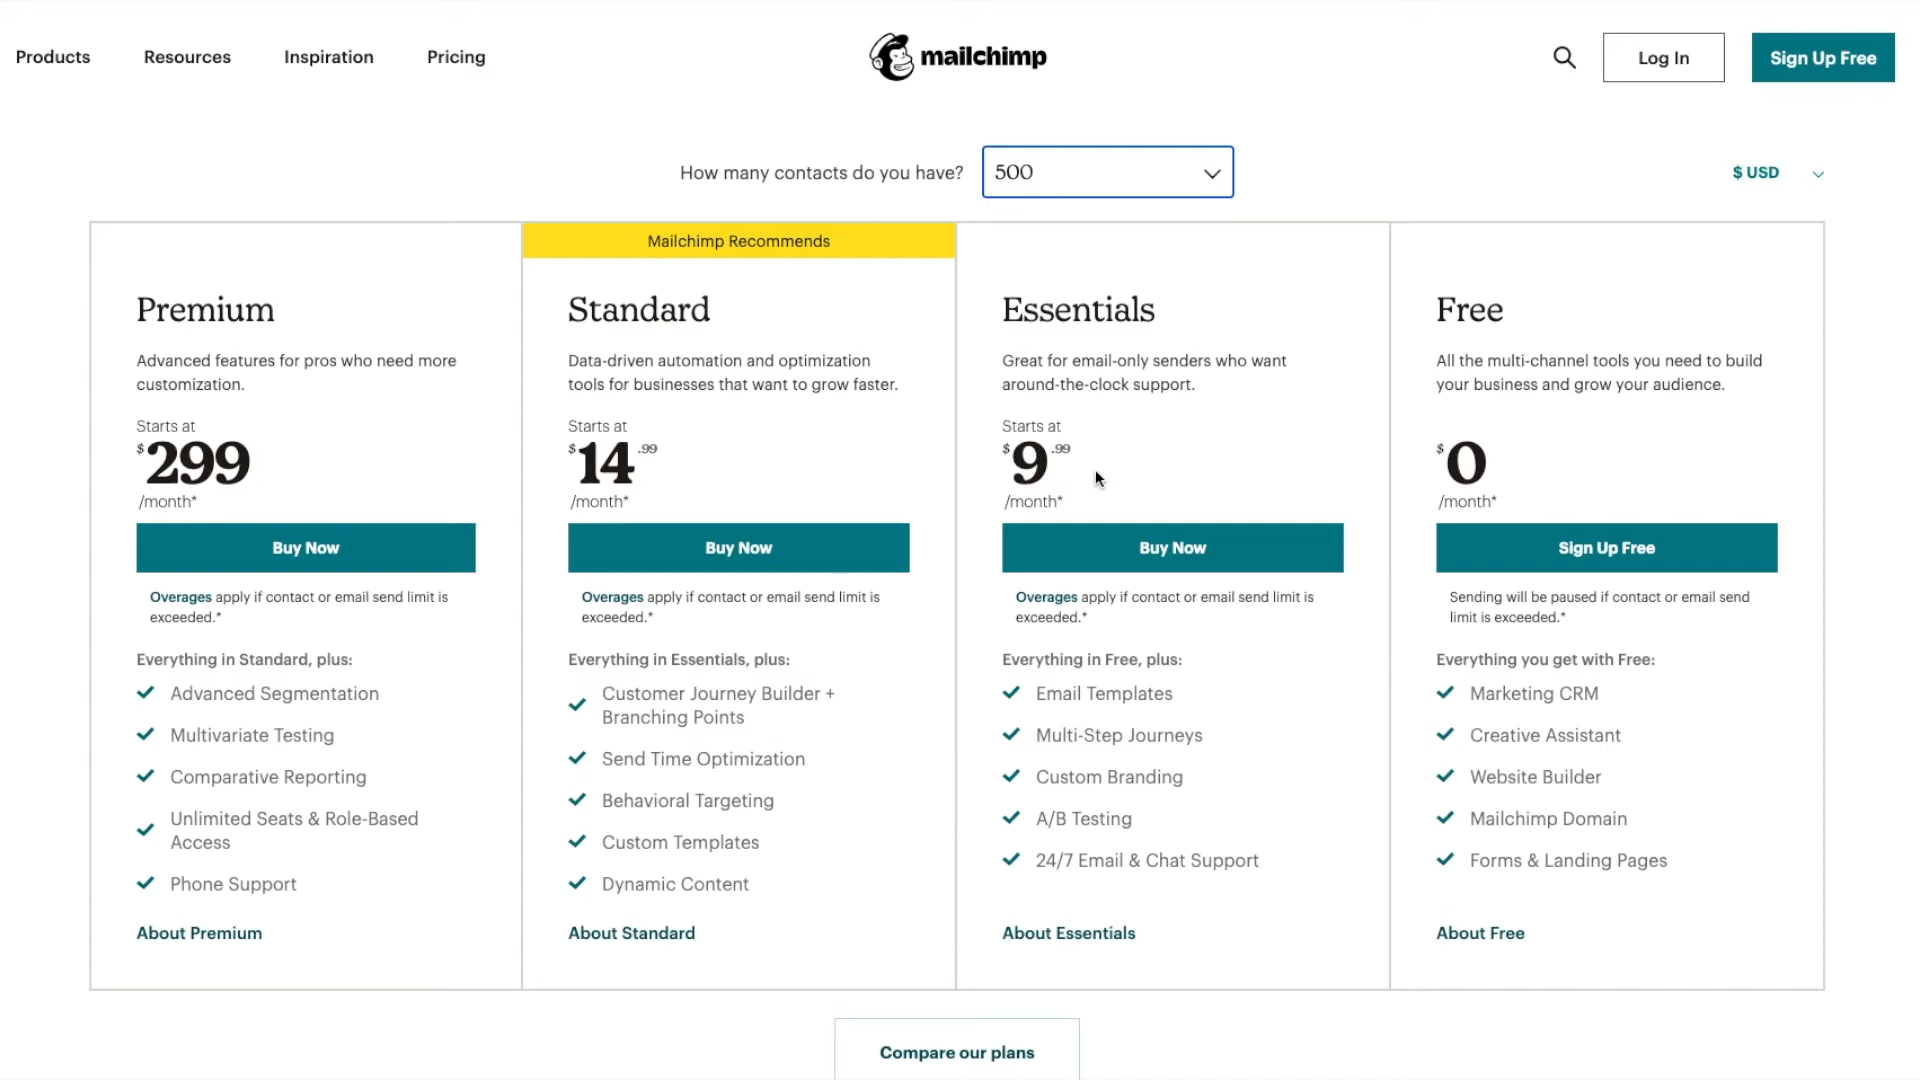 Products
Resources
Inspiration
Pricing
mailchimp
Log In
Sign Up Free
How many contacts do you have?
500
$ USD
Premium
Advanced features for pros who need more
customization.
Starts at
$299
/month*
Buy Now
Overages apply if contact or email send limit is
exceeded.*
Everything in Standard, plus:
Advanced Segmentation
Multivariate Testing
Comparative Reporting
Unlimited Seats & Role-Based
Access
Phone Support
About Premium
Mailchimp Recommends
Standard
Data-driven automation and optimization
tools for businesses that want to grow faster.
Starts at
$14.99
/month*
Buy Now
Overages apply if contact or email send limit is
exceeded.*
Everything in Essentials, plus:
Customer Journey Builder +
Branching Points
Send Time Optimization
Behavioral Targeting
Custom Templates
Dynamic Content
About Standard
Essentials
Great for email-only senders who want
around-the-clock support.
Starts at
$9.99
/month*
Buy Now
Overages apply if contact or email send limit is
exceeded.*
Everything in Free, plus:
Email Templates
Multi-Step Journeys
Custom Branding
A/B Testing
24/7 Email & Chat Support
About Essentials
Free
All the multi-channel tools you need to build
your business and grow your audience.
$0
/month*
Sign Up Free
Sending will be paused if contact or email send
limit is exceeded.*
Everything you get with Free:
Marketing CRM
Creative Assistant
Website Builder
Mailchimp Domain
Forms & Landing Pages
About Free
Compare our plans